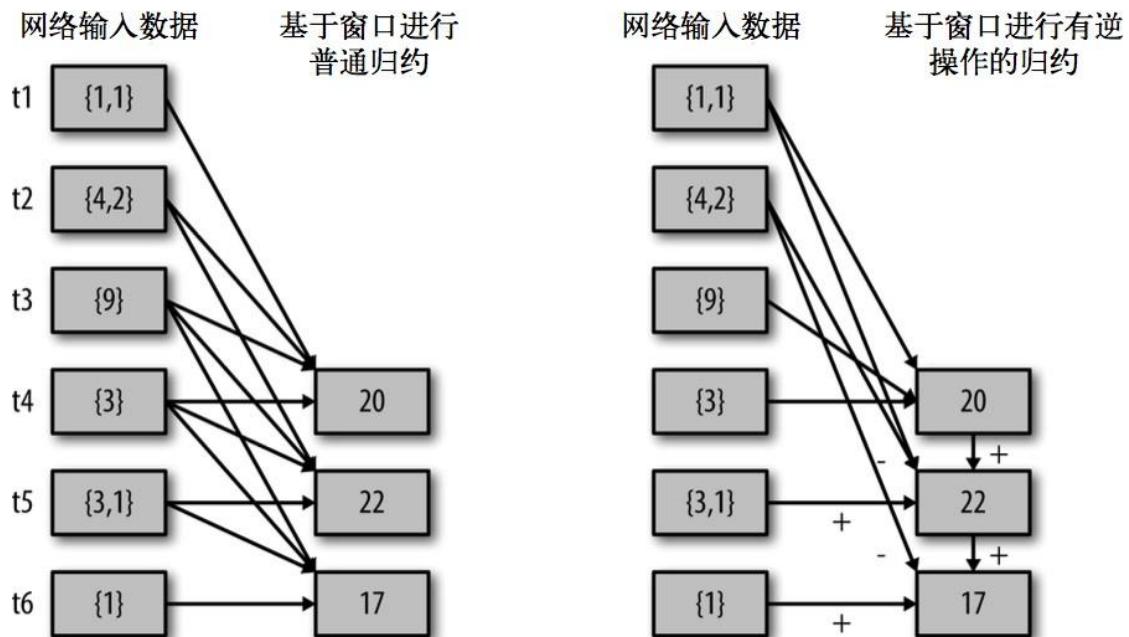 网络输入数据
基于窗口进行
普通归约
t1
{1,1}
t2
{4,2}
t3
{9}
t4
{3}
20
t5
{3,1}
22
t6
{1}
17
网络输入数据
基于窗口进行有逆
操作的归约
{1,1}
{4,2}
{9}
{3}
20
- +
{3,1}
22
+
- +
{1}
17
+